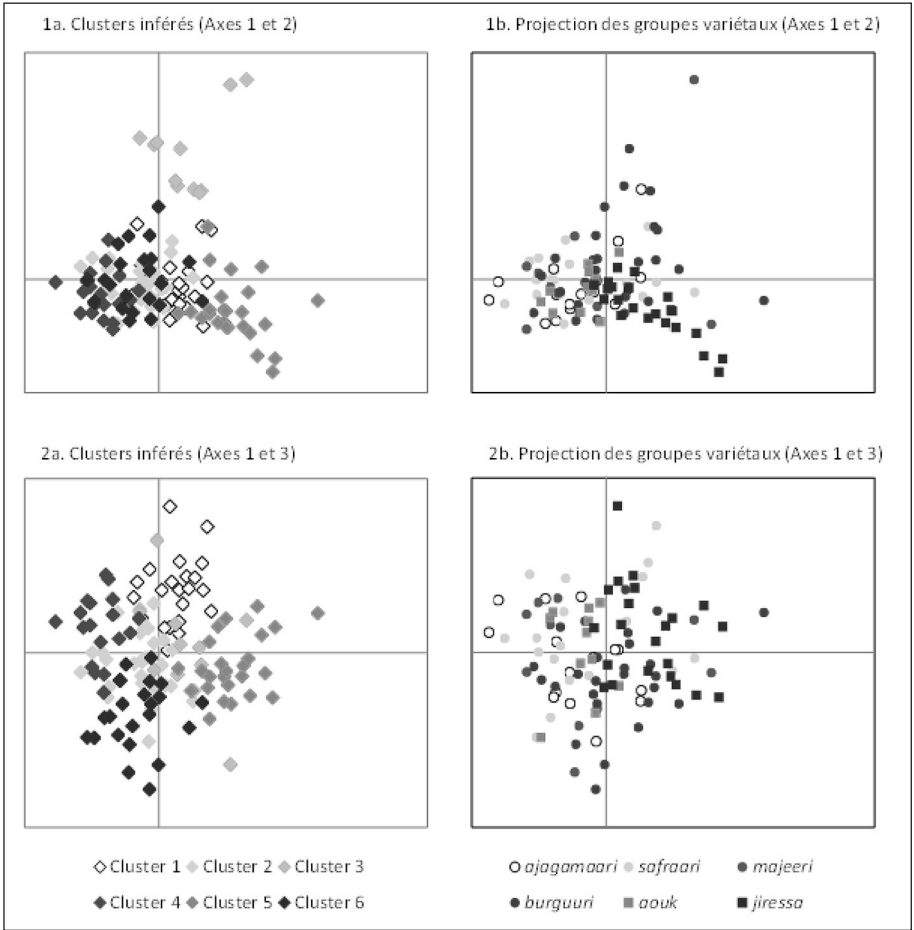 1a. Clusters inférés (Axes 1 et 2)
1b. Projection des groupes variétaux (Axes 1 et 2)
2a. Clusters inférés (Axes 1 et 3)
2b. Projection des groupes variétaux (Axes 1 et 3)
Cluster 1 Cluster 2 Cluster 3
Cluster 4 Cluster 5 Cluster 6
ajagamaari safraari majeeri
burguuri aouk jiressa